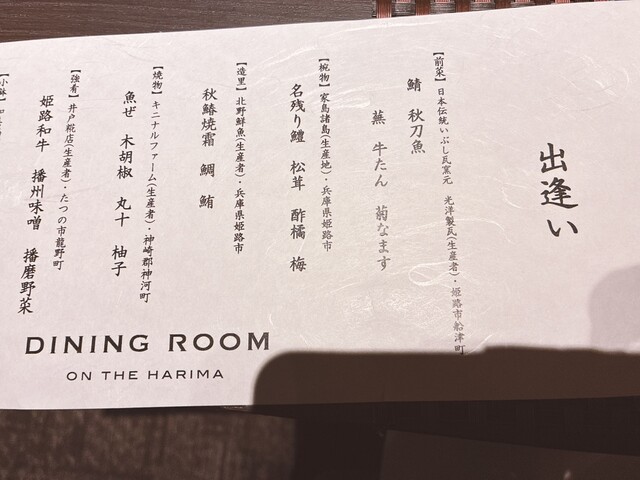 出逢い
【前菜】日本伝統いぶし瓦窯元　光洋製瓦(生産者)・姫路市船津町
鯖　秋刀魚
蕪　牛たん　菊なます
【椀物】家島諸島(生産地)・兵庫県姫路市
名残り鱧　松茸　酢橘　梅
【造里】北野鮮魚(生産者)・兵庫県姫路市
秋鰆焼霜　鯛　鮪
【焼物】キニナルファーム(生産者)・神崎郡神河町
魚ぜ　木胡椒　丸十　柚子
【強肴】井戸糀店(生産者)・たつの市龍野町
姫路和牛　播州味噌　播磨野菜
【小鉢】
DINING ROOM
ON THE HARIMA